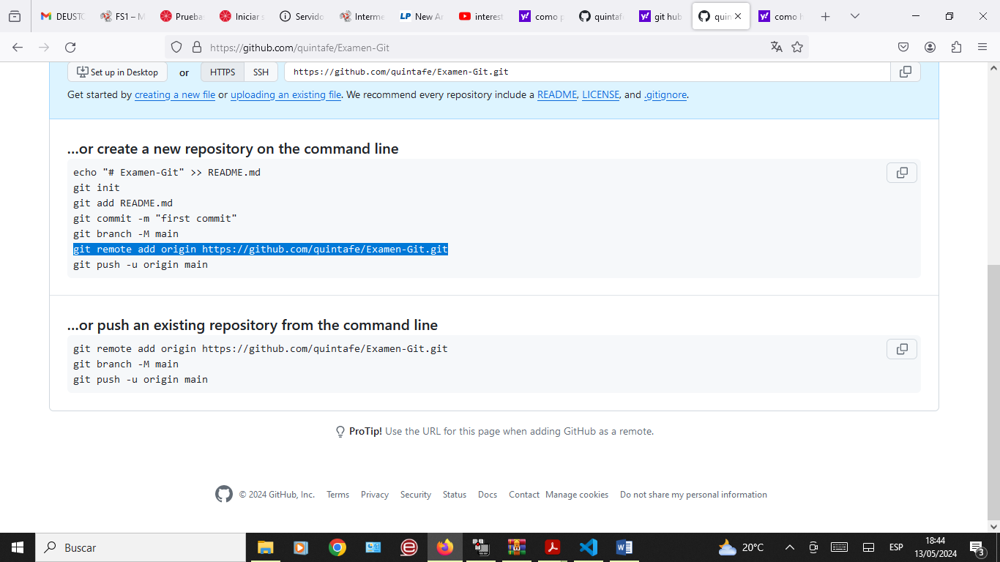 DEUSTO
FS1 – M
Prueba
Iniciar s
Servido
Interme
LP New Ar
interest
como p
quintafe
git hub
quin
como h
https://github.com/quintafe/Examen-Git
Set up in Desktop or HTTPS SSH https://github.com/quintafe/Examen-Git.git
Get started by creating a new file or uploading an existing file. We recommend every repository include a README, LICENSE, and .gitignore.
…or create a new repository on the command line
echo "# Examen-Git" >> README.md
git init
git add README.md
git commit -m "first commit"
git branch -M main
git remote add origin https://github.com/quintafe/Examen-Git.git
git push -u origin main
…or push an existing repository from the command line
git remote add origin https://github.com/quintafe/Examen-Git.git
git branch -M main
git push -u origin main
ProTip! Use the URL for this page when adding GitHub as a remote.
© 2024 GitHub, Inc. Terms Privacy Security Status Docs Contact Manage cookies Do not share my personal information
Buscar
20°C
ESP
18:44
13/05/2024
3